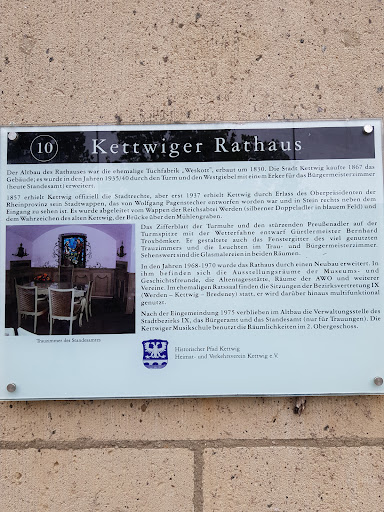 10
Kettwiger Rathaus
Der Altbau des Rathauses war die ehemalige Tuchfabrik „Weskott", erbaut um 1830. Die Stadt Kettwig kaufte 1867 das
Gebäude; es wurde in den Jahren 1935/40 durch den Turm und den Westgiebel mit einem Erker für das Bürgermeisterzimmer
(heute Standesamt) erweitert.
1857 erhielt Kettwig offiziell die Stadtrechte, aber erst 1937 erhielt Kettwig durch Erlass des Oberpräsidenten der
Rheinprovinz sein Stadtwappen, das von Wolfgang Pagenstecher entworfen worden war und in Stein rechts neben dem
Eingang zu sehen ist. Es wurde abgeleitet vom Wappen der Reichsabtei Werden (silberner Doppeladler in blauem Feld) und
dem Wahrzeichen des alten Kettwig, der Brücke über den Mühlengraben.
Das Zifferblatt der Turmuhr und den stürzenden Preußenadler auf der
Turmspitze mit der Wetterfahne entwarf Gürtlermeister Bernhard
Troxbömker. Er gestaltete auch das Fenstergitter des viel genutzten
Trauzimmers und die Leuchten im Trau- und Bürgermeisterzimmer.
Sehenswert sind die Glasmalereien in beiden Räumen.
In den Jahren 1968-1970 wurde das Rathaus durch einen Neubau erweitert. In
ihm befinden sich die Ausstellungsräume der Museums- und
Geschichtsfreunde, die Ahrenagestätte, Räume der AWO und weiterer
Vereine. Im ehemaligen Ratssaal finden die Sitzungen der Bezirksvertretung IX
(Werden – Kettwig – Bredeney) statt, er wird darüber hinaus multifunktional
genutzt.
Nach der Eingemeindung 1975 verblieben im Altbau die Verwaltungsstelle des
Stadtbezirks IX, das Bürgeramt und das Standesamt (nur für Trauungen). Die
Kettwiger Musikschule benutzt die Räumlichkeiten im 2. Obergeschoss.
Trauzimmer des Standesamtes
Historischer Pfad Kettwig
Heimat- und Verkehrsverein Kettwig e.V.